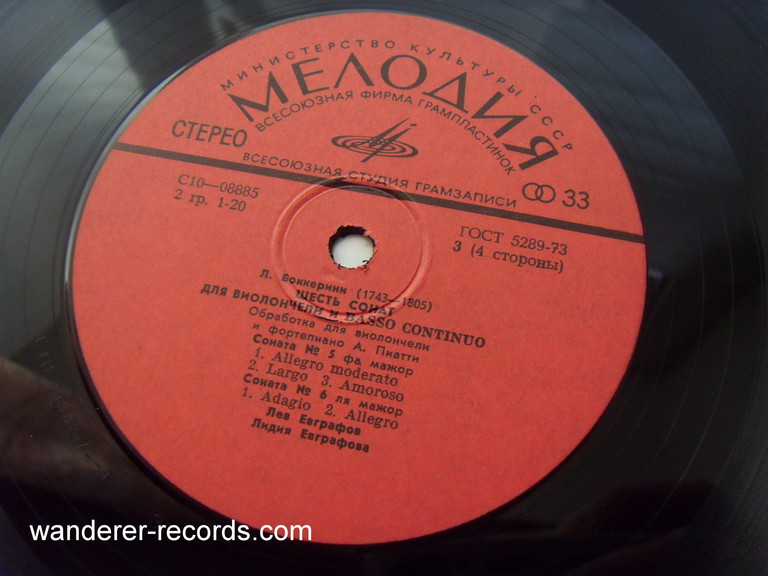 МИНИСТЕРСТВО КУЛЬТУРЫ СССР
МЕЛОДИЯ
ВСЕСОЮЗНАЯ ФИРМА ГРАМПЛАСТИНОК
СТЕРЕО
ВСЕСОЮЗНАЯ СТУДИЯ ГРАМЗАПИСИ
33
С10—08885
2 гр. 1-20
ГОСТ 5289-73
3 (4 стороны)
Л. Боккерини (1743—1805)
ШЕСТЬ СОНАТ
ДЛЯ ВИОЛОНЧЕЛИ И BASSO CONTINUO
Обработка для виолончели
и фортепиано А. Пиатти
Соната № 5 фа мажор
1. Allegro moderato
2. Largo 3. Amoroso
Соната № 6 ля мажор
1. Adagio 2. Allegro
Лев Евграфов
Лидия Евграфова
wanderer-records.com